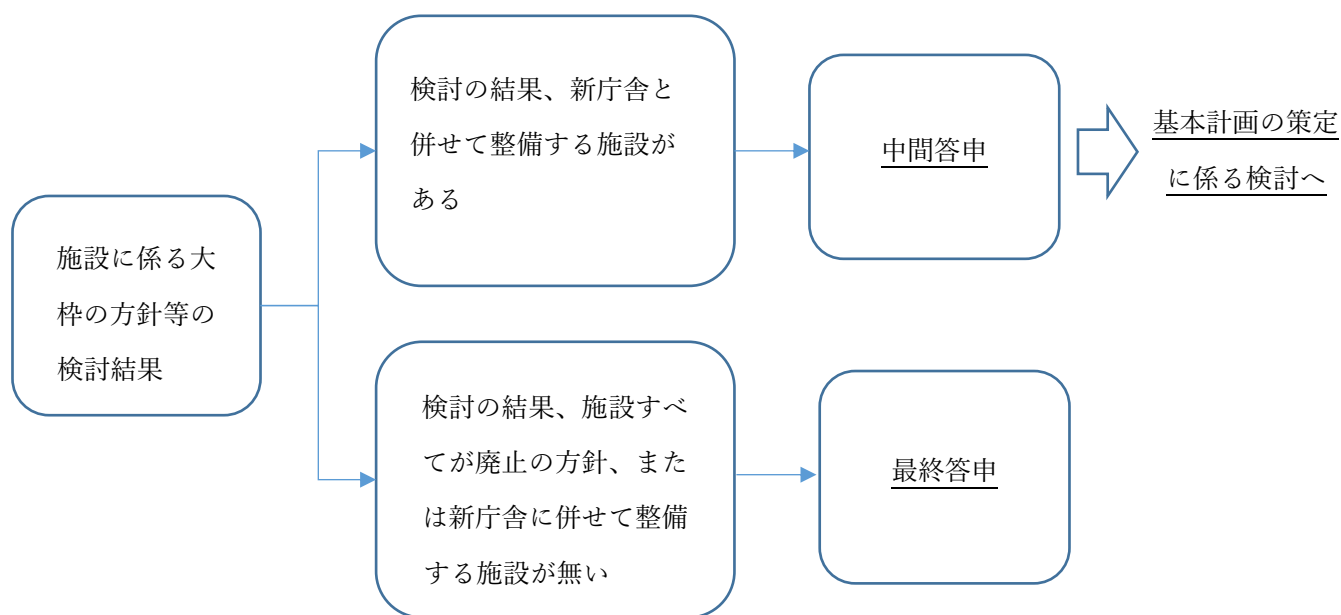 施設に係る大
枠の方針等の
検討結果
検討の結果、新庁舎と
併せて整備する施設が
ある
中間答申
基本計画の策定
に係る検討へ
検討の結果、施設すべ
てが廃止の方針、また
は新庁舎に併せて整備
する施設が無い
最終答申